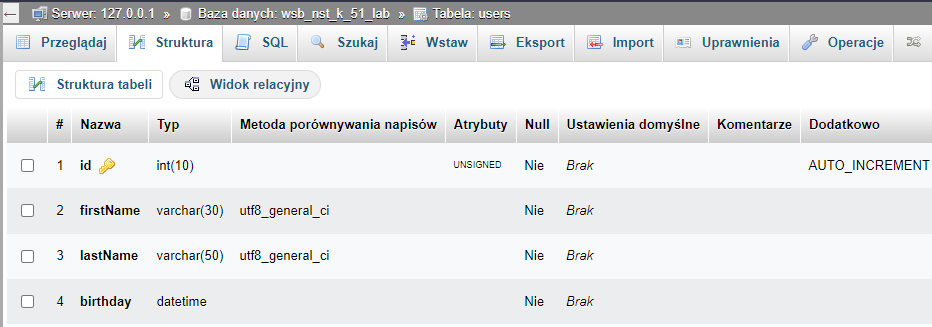 Serwer: 127.0.0.1 » Baza danych: wsb_nst_k_51_lab » Tabela: users
Przeglądaj Struktura SQL Szukaj Wstaw Eksport Import Uprawnienia Operacje
Struktura tabeli Widok relacyjny
# Nazwa Typ Metoda porównywania napisów Atrybuty Null Ustawienia domyślne Komentarze Dodatkowo
1 id int(10) UNSIGNED Nie Brak AUTO_INCREMENT
2 firstName varchar(30) utf8_general_ci Nie Brak
3 lastName varchar(50) utf8_general_ci Nie Brak
4 birthday datetime Nie Brak